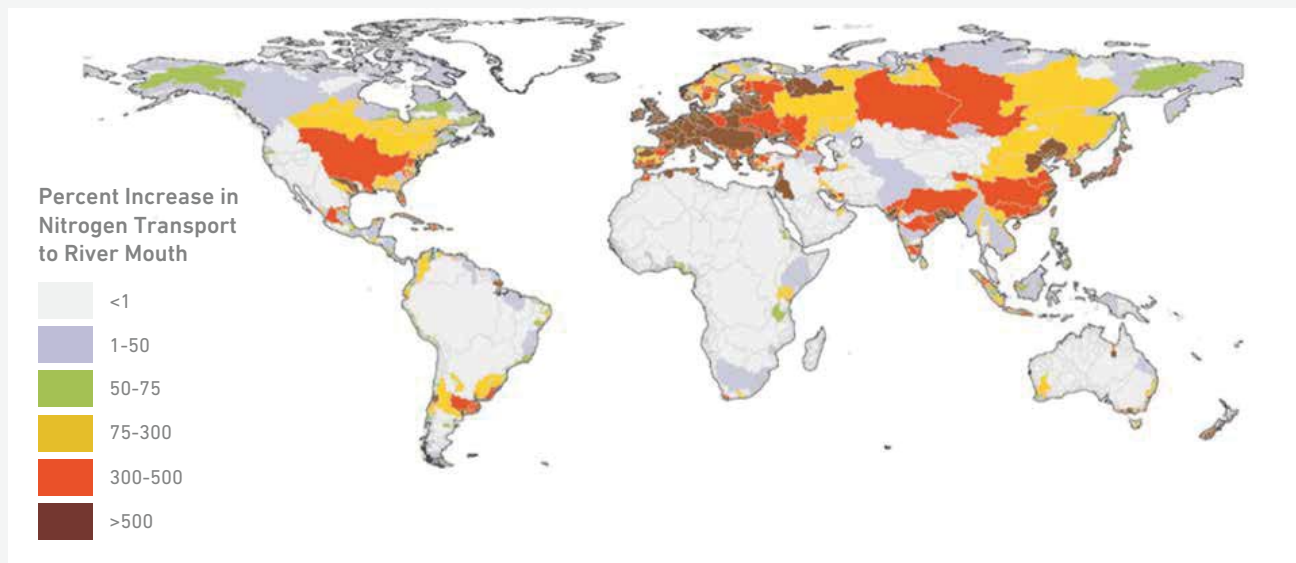 Percent Increase in
Nitrogen Transport
to River Mouth
<1
1-50
50-75
75-300
300-500
>500